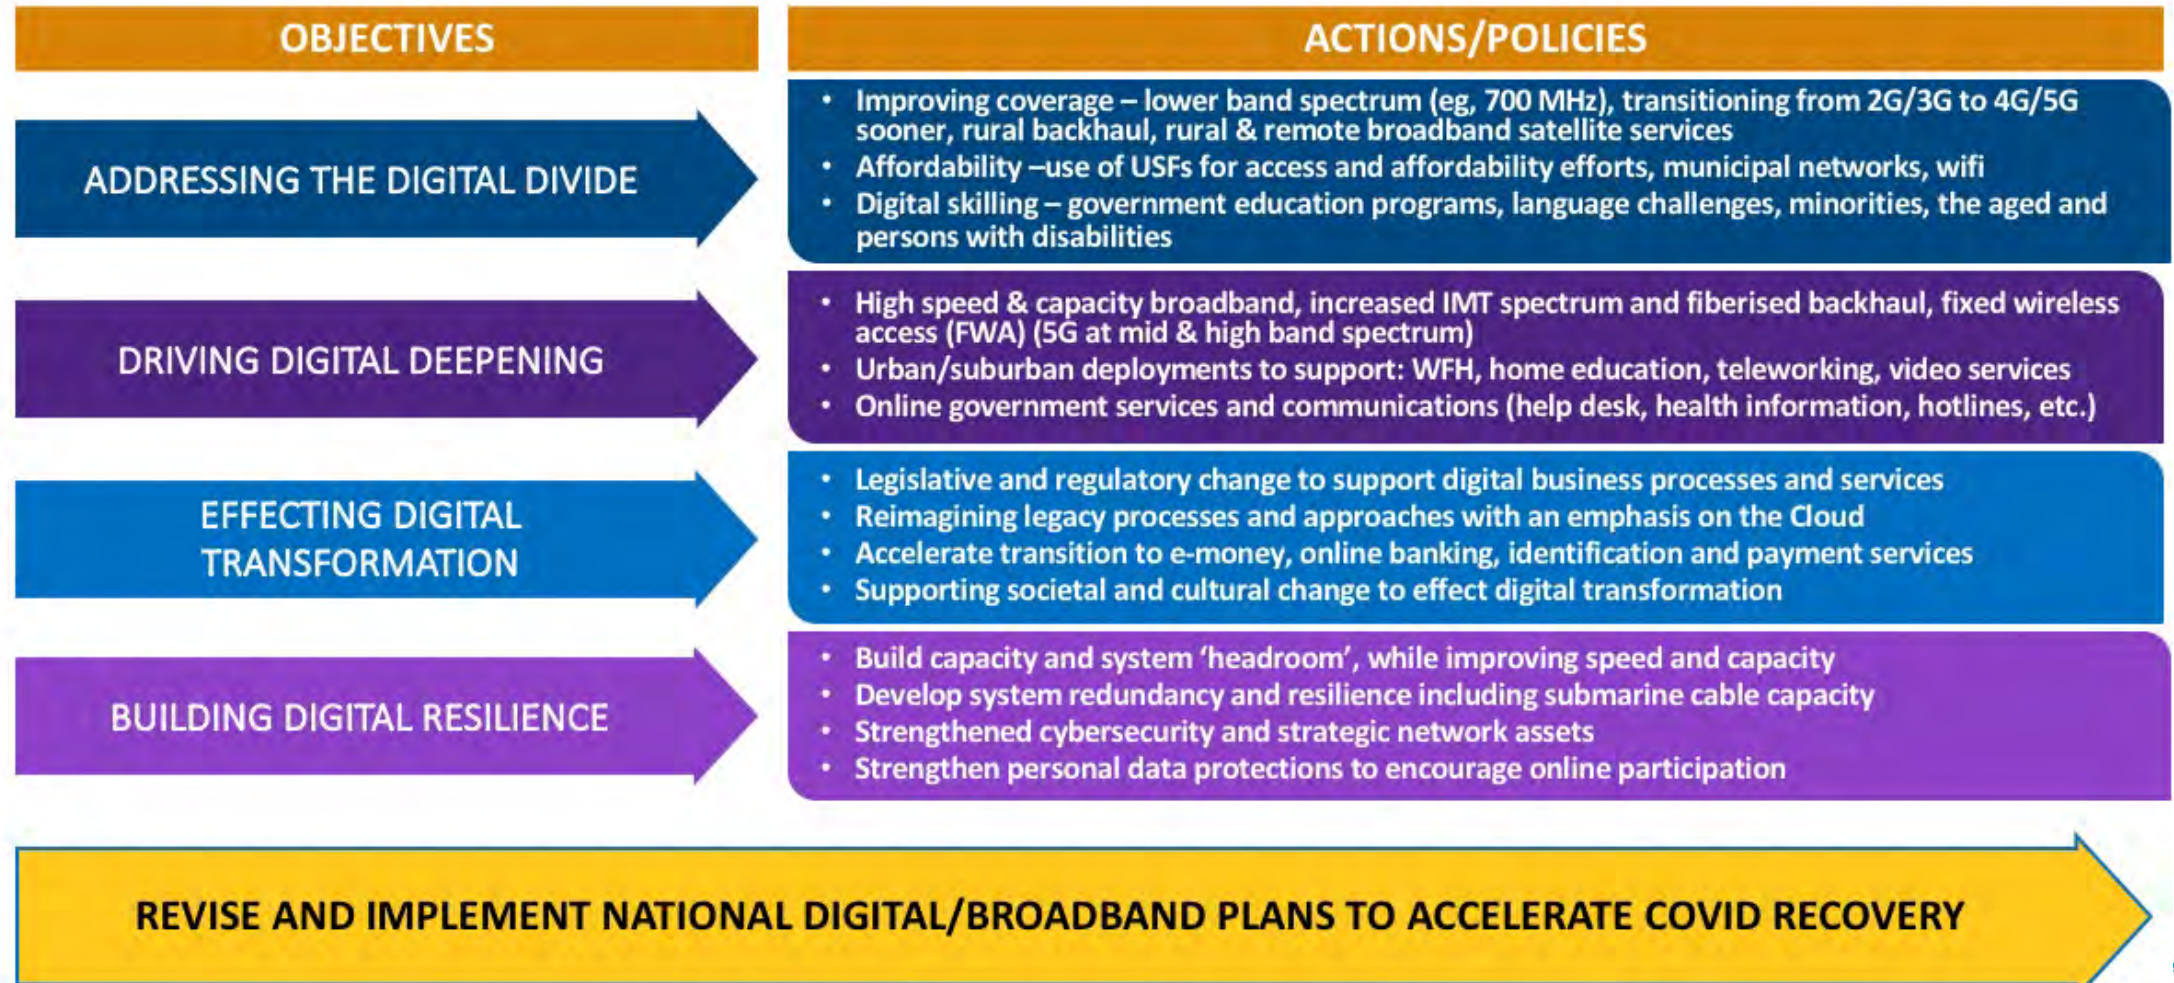 OBJECTIVES
ACTIONS/POLICIES
ADDRESSING THE DIGITAL DIVIDE
• Improving coverage – lower band spectrum (eg, 700 MHz), transitioning from 2G/3G to 4G/5G
sooner, rural backhaul, rural & remote broadband satellite services
• Affordability –use of USFs for access and affordability efforts, municipal networks, wifi
• Digital skilling – government education programs, language challenges, minorities, the aged and
persons with disabilities
DRIVING DIGITAL DEEPENING
• High speed & capacity broadband, increased IMT spectrum and fiberised backhaul, fixed wireless
access (FWA) (5G at mid & high band spectrum)
• Urban/suburban deployments to support: WFH, home education, teleworking, video services
• Online government services and communications (help desk, health information, hotlines, etc.)
EFFECTING DIGITAL
TRANSFORMATION
• Legislative and regulatory change to support digital business processes and services
• Reimagining legacy processes and approaches with an emphasis on the Cloud
• Accelerate transition to e-money, online banking, identification and payment services
• Supporting societal and cultural change to effect digital transformation
BUILDING DIGITAL RESILIENCE
• Build capacity and system ‘headroom’, while improving speed and capacity
• Develop system redundancy and resilience including submarine cable capacity
• Strengthened cybersecurity and strategic network assets
• Strengthen personal data protections to encourage online participation
REVISE AND IMPLEMENT NATIONAL DIGITAL/BROADBAND PLANS TO ACCELERATE COVID RECOVERY